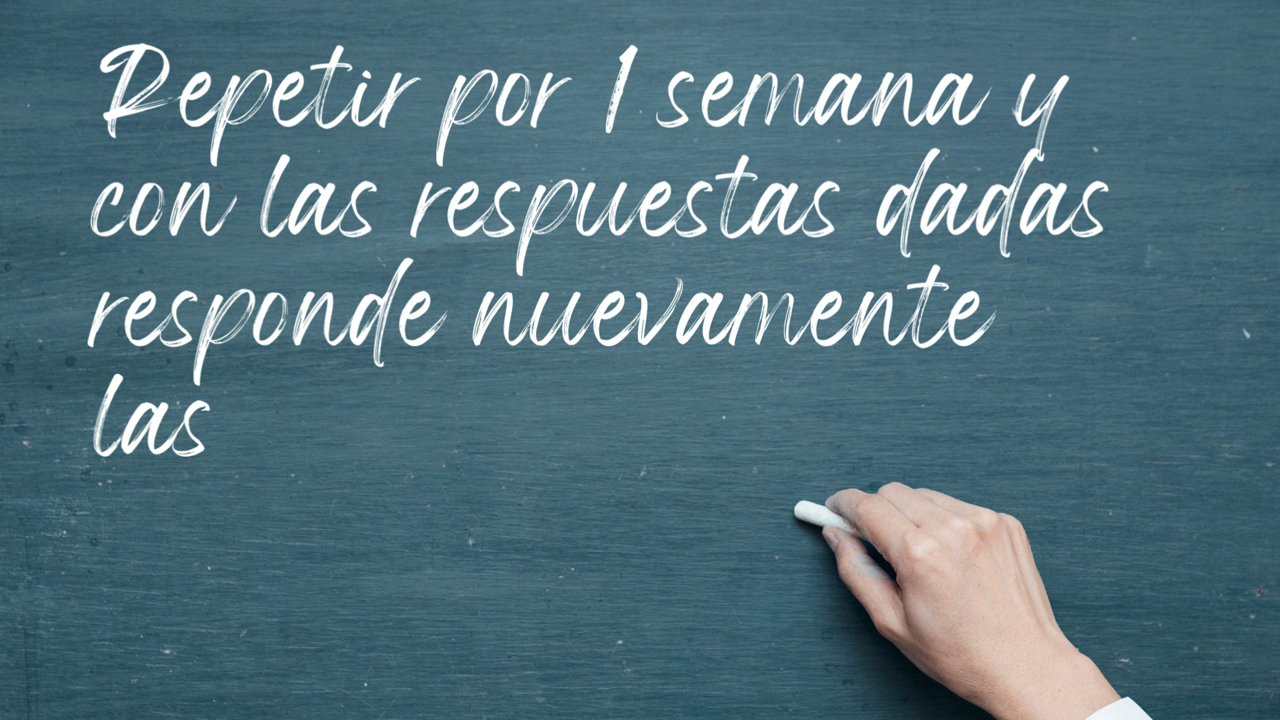 Repetir por 1 semana y
con las respuestas dadas
responde nuevamente
las